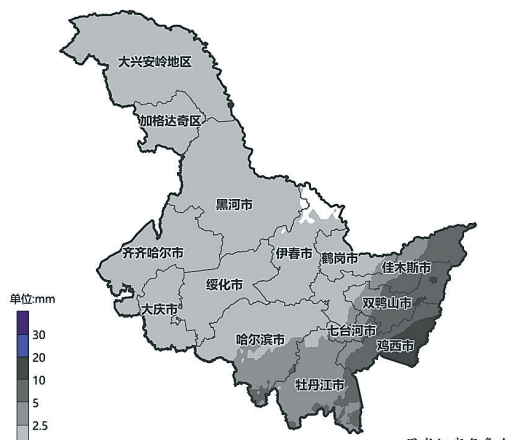 大兴安岭地区
加格达奇区
黑河市
齐齐哈尔市
伊春市
鹤岗市
佳木斯市
绥化市
大庆市
双鸭山市
七台河市
哈尔滨市
鸡西市
牡丹江市
单位:mm
30
20
10
5
2.5